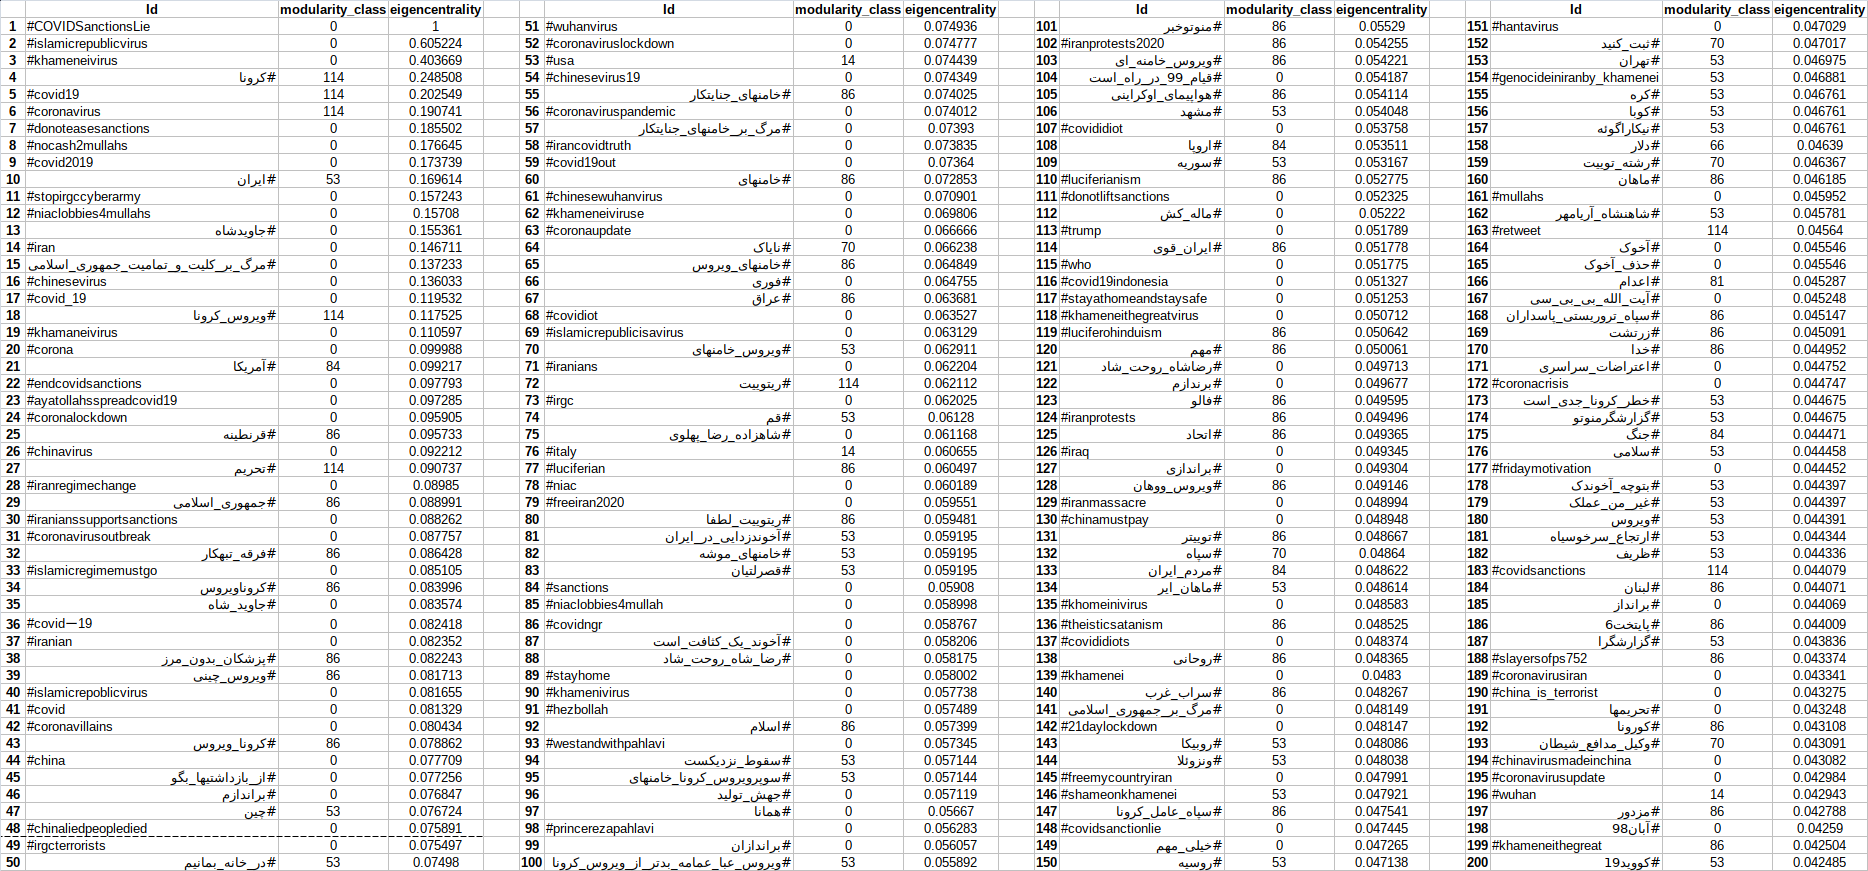 Id modularity_class eigencentrality Id modularity_class eigencentrality Id modularity_class eigencentrality Id modularity_class eigencentrality
1 #COVIDSanctionsLie 0 1 51 #wuhanvirus 0 0.074936 101 #منوتوخبر 86 0.05529 151 #hantavirus 0 0.047029
2 #islamicrepublicvirus 0 0.605224 52 #coronaviruslockdown 0 0.074777 102 #iranprotests2020 86 0.054255 152 #ثبت_کنید 70 0.047017
3 #khameneivirus 0 0.403669 53 #usa 14 0.074439 103 #ویروس_خامنه_ای 86 0.054221 153 #تهران 53 0.046975
4 #کرونا 114 0.248508 54 #chinesevirus19 0 0.074349 104 #قیام_99_در_راه_است 0 0.054187 154 #genocideiniranby_khamenei 53 0.046881
5 #covid19 114 0.202549 55 #خامنهای_جنایتکار 86 0.074025 105 #هواپیمای_اوکراینی 86 0.054114 155 #کره 53 0.046761
6 #coronavirus 114 0.190741 56 #coronaviruspandemic 0 0.074012 106 #مشهد 53 0.054048 156 #کوبا 53 0.046761
7 #donoteasesanctions 0 0.185502 57 #مرگ_بر_خامنهای_جنایتکار 0 0.07393 107 #covididiot 0 0.053758 157 #نیکاراگوئه 53 0.046761
8 #nocash2mullahs 0 0.176645 58 #irancovidtruth 0 0.073835 108 #اروپا 84 0.053511 158 #دلار 66 0.04639
9 #covid2019 0 0.173739 59 #covid19out 0 0.07364 109 #سوریه 53 0.053167 159 #رشته_توییت 70 0.046367
10 #ایران 53 0.169614 60 #خامنهای 86 0.072853 110 #luciferianism 86 0.052775 160 #ماهان 86 0.046185
11 #stopirgccyberarmy 0 0.157243 61 #chinesewuhanvirus 0 0.070901 111 #donotliftsanctions 0 0.052325 161 #mullahs 0 0.045952
12 #niaclobbies4mullahs 0 0.15708 62 #khameneiviruse 0 0.069806 112 #ماله_کش 0 0.05222 162 #شاهنشاه_آریامهر 53 0.045781
13 #جاویدشاه 0 0.155361 63 #coronaupdate 0 0.066666 113 #trump 0 0.051789 163 #retweet 114 0.04564
14 #iran 0 0.146711 64 #نایاک 70 0.066238 114 #ایران_قوی 86 0.051778 164 #آخوک 0 0.045546
15 #مرگ_بر_کلیت_و_تمامیت_جمهوری_اسلامی 0 0.137233 65 #خامنهای_ویروس 86 0.064849 115 #who 0 0.051775 165 #حذف_آخوک 0 0.045546
16 #chinesevirus 0 0.136033 66 #فوری 0 0.064755 116 #covid19indonesia 0 0.051327 166 #اعدام 81 0.045287
17 #covid_19 0 0.119532 67 #عراق 86 0.063681 117 #stayathomeandstaysafe 0 0.051253 167 #آیت_الله_بی_بی_سی 0 0.045248
18 #ویروس_کرونا 114 0.117525 68 #covidiot 0 0.063527 118 #khameneithegreatvirus 0 0.050712 168 #سپاه_تروریستی_پاسداران 86 0.045147
19 #khamaneivirus 0 0.110597 69 #islamicrepublicisavirus 0 0.063129 119 #luciferohinduism 86 0.050642 169 #زرتشت 86 0.045091
20 #corona 0 0.099988 70 #ویروس_خامنهای 53 0.062911 120 #مهم 86 0.050061 170 #خدا 86 0.044952
21 #آمریکا 84 0.099217 71 #iranians 0 0.062204 121 #رضاشاه_روحت_شاد 0 0.049713 171 #اعتراضات_سراسری 0 0.044752
22 #endcovidsanctions 0 0.097793 72 #ریتوییت 114 0.062112 122 #براندازم 0 0.049677 172 #coronacrisis 0 0.044747
23 #ayatollahsspreadcovid19 0 0.097285 73 #irgc 0 0.062025 123 #فالو 86 0.049595 173 #خطر_کرونا_جدی_است 53 0.044675
24 #coronalockdown 0 0.095905 74 #قم 53 0.06128 124 #iranprotests 86 0.049496 174 #گزارشگرمنوتو 53 0.044675
25 #قرنطینه 86 0.095733 75 #شاهزاده_رضا_پهلوی 0 0.061168 125 #اتحاد 86 0.049365 175 #جنگ 84 0.044471
26 #chinavirus 0 0.092212 76 #italy 14 0.060655 126 #iraq 0 0.049345 176 #سلامی 53 0.044458
27 #تحریم 114 0.090737 77 #luciferian 86 0.060497 127 #براندازی 0 0.049304 177 #fridaymotivation 0 0.044452
28 #iranregimechange 0 0.08985 78 #niac 0 0.060189 128 #ویروس_ووهان 86 0.049146 178 #بتوچه_آخوندک 53 0.044397
29 #جمهوری_اسلامی 86 0.088991 79 #freeiran2020 0 0.059551 129 #iranmassacre 0 0.048994 179 #غیر_من_عملک 53 0.044397
30 #iranianssupportsanctions 0 0.088262 80 #ریتوییت_لطفا 86 0.059481 130 #chinamustpay 0 0.048948 180 #ویروس 53 0.044391
31 #coronavirusoutbreak 0 0.087757 81 #آخوندزدایی_در_ایران 53 0.059195 131 #توییتر 86 0.048667 181 #ارتجاع_سرخوسیاه 53 0.044344
32 #فرقه_تبهکار 86 0.086428 82 #خامنهای_موشه 53 0.059195 132 #سپاه 70 0.04864 182 #ظریف 53 0.044336
33 #islamicregimemustgo 0 0.085105 83 #قصرلتیان 53 0.059195 133 #مردم_ایران 84 0.048622 183 #covidsanctions 114 0.044079
34 #کروناویروس 86 0.083996 84 #sanctions 0 0.05908 134 #ماهان_ایر 53 0.048614 184 #لبنان 86 0.044071
35 #جاوید_شاه 0 0.083574 85 #niaclobbies4mullah 0 0.058998 135 #khomeinivirus 0 0.048583 185 #برانداز 0 0.044069
36 #covidー19 0 0.082418 86 #covidngr 0 0.058767 136 #theisticsatanism 86 0.048525 186 #پایتخت6 86 0.044009
37 #iranian 0 0.082352 87 #آخوند_یک_کثافت_است 0 0.058206 137 #covididiots 0 0.048374 187 #گزارشگرا 53 0.043836
38 #پزشکان_بدون_مرز 86 0.082243 88 #رضا_شاه_روحت_شاد 0 0.058175 138 #روحانی 86 0.048365 188 #slayersofps752 86 0.043374
39 #ویروس_چینی 86 0.081713 89 #stayhome 0 0.058002 139 #khamenei 0 0.0483 189 #coronavirusiran 0 0.043341
40 #islamicrepoblicvirus 0 0.081655 90 #khamenivirus 0 0.057738 140 #سراب_غرب 86 0.048267 190 #china_is_terrorist 0 0.043275
41 #covid 0 0.081329 91 #hezbollah 0 0.057489 141 #مرگ_بر_جمهوری_اسلامی 0 0.048149 191 #تحریمها 0 0.043248
42 #coronavillains 0 0.080434 92 #اسلام 86 0.057399 142 #21daylockdown 0 0.048147 192 #کورونا 86 0.043108
43 #کرونا_ویروس 86 0.078862 93 #westandwithpahlavi 0 0.057345 143 #روبیکا 53 0.048086 193 #وکیل_مدافع_شیطان 70 0.043091
44 #china 0 0.077709 94 #سقوط_نزدیکست 53 0.057144 144 #ونزوئلا 53 0.048038 194 #chinavirusmadeinchina 0 0.043082
45 #از_بازداشتیها_بگو 0 0.077256 95 #سوپرویروس_کرونا_خامنهای 53 0.057144 145 #freemycountryiran 0 0.047991 195 #coronavirusupdate 0 0.042984
46 #براندازم 0 0.076847 96 #جهش_تولید 0 0.057119 146 #shameonkhamenei 53 0.047921 196 #wuhan 14 0.042943
47 #چین 53 0.076724 97 #همانا 0 0.05667 147 #سپاه_عامل_کرونا 86 0.047541 197 #مزدور 86 0.042788
48 #chinaliedpeopledied 0 0.075891 98 #princerezapahlavi 0 0.056283 148 #covidsanctionlie 0 0.047445 198 #آبان98 0 0.04259
49 #irgcterrorists 0 0.075497 99 #براندازان 0 0.056057 149 #خیلی_مهم 0 0.047265 199 #khameneithegreat 86 0.042504
50 #در_خانه_بمانیم 53 0.07498 100 #ویروس_عبا_عمامه_بدتر_از_ویروس_کرونا 53 0.055892 150 #روسیه 53 0.047138 200 #کووید19 53 0.042485